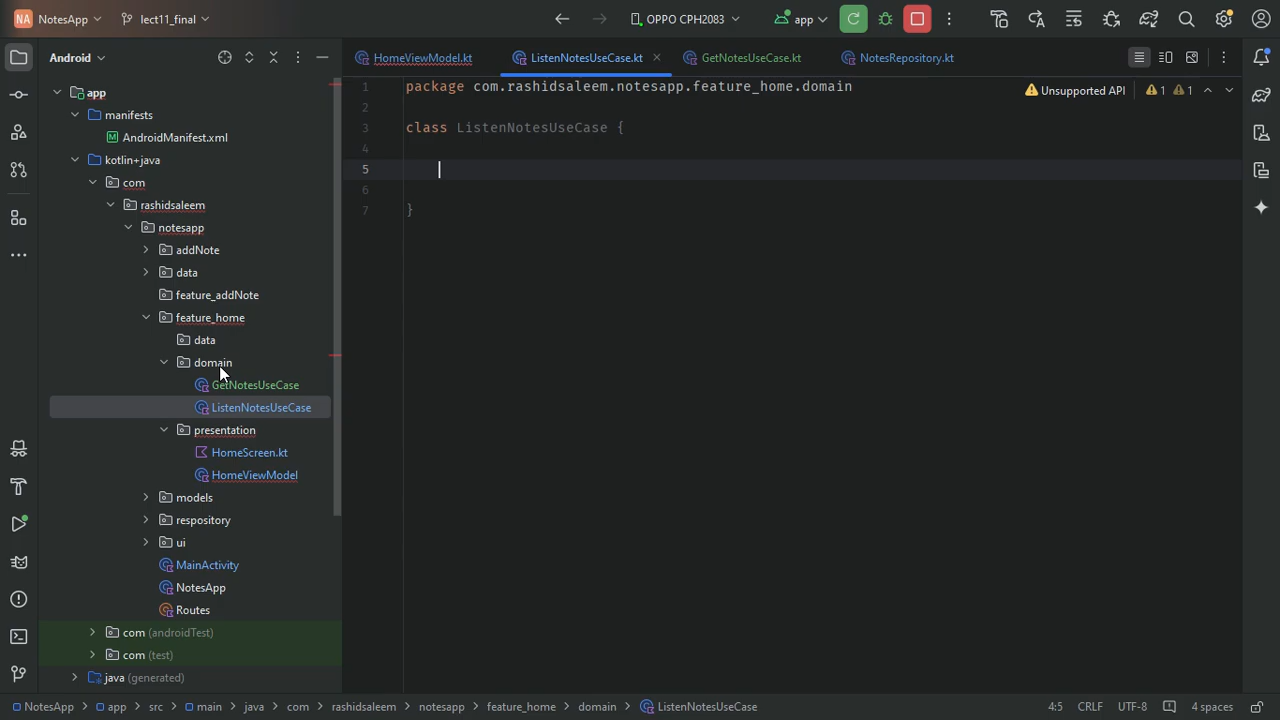 NA NotesApp lect11_final OPPO CPH2083 app
Android
HomeViewModel.kt ListenNotesUseCase.kt GetNotesUseCase.kt NotesRepository.kt
app
manifests
AndroidManifest.xml
kotlin+java
com
rashidsaleem
notesapp
addNote
data
feature_addNote
feature_home
data
domain
GetNotesUseCase
ListenNotesUseCase
presentation
HomeScreen.kt
HomeViewModel
models
respository
ui
MainActivity
NotesApp
Routes
com (androidTest)
com (test)
java (generated)
1 package com.rashidsaleem.notesapp.feature_home.domain
Unsupported API 1 1
2
3 class ListenNotesUseCase {
4
5
6
7 }
NotesApp app src main java com rashidsaleem notesapp feature_home domain ListenNotesUseCase 4:5 CRLF UTF-8 4 spaces